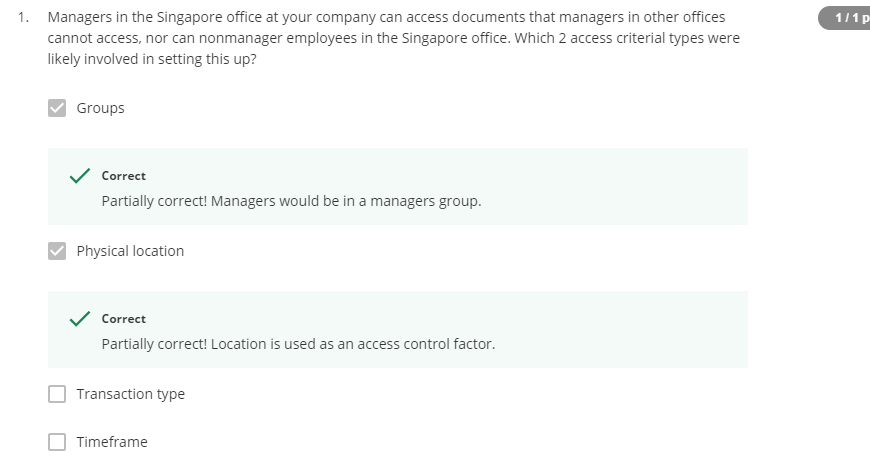 1. Managers in the Singapore office at your company can access documents that managers in other offices
1 / 1 p
cannot access, nor can nonmanager employees in the Singapore office. Which 2 access criterial types were
likely involved in setting this up?
Groups
Correct
Partially correct! Managers would be in a managers group.
Physical location
Correct
Partially correct! Location is used as an access control factor.
Transaction type
Timeframe